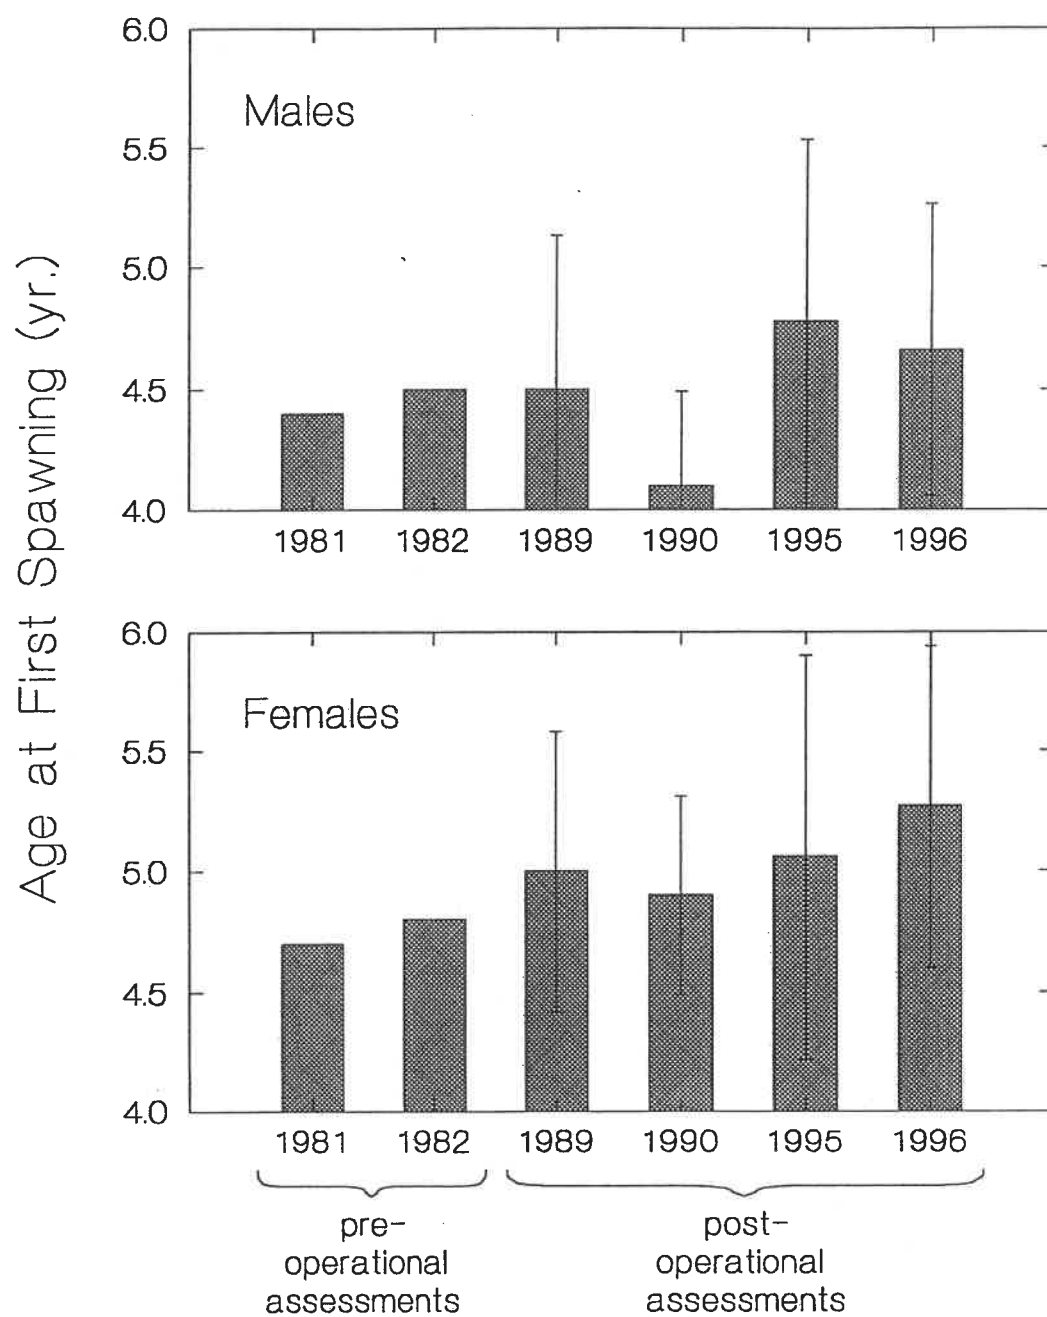 Age at First Spawning (yr.)
6.0
Males
5.5
5.0
4.5
4.0
1981 1982 1989 1990 1995 1996
6.0
Females
5.5
5.0
4.5
4.0
1981 1982 1989 1990 1995 1996
pre- post-
operational operational
assessments assessments